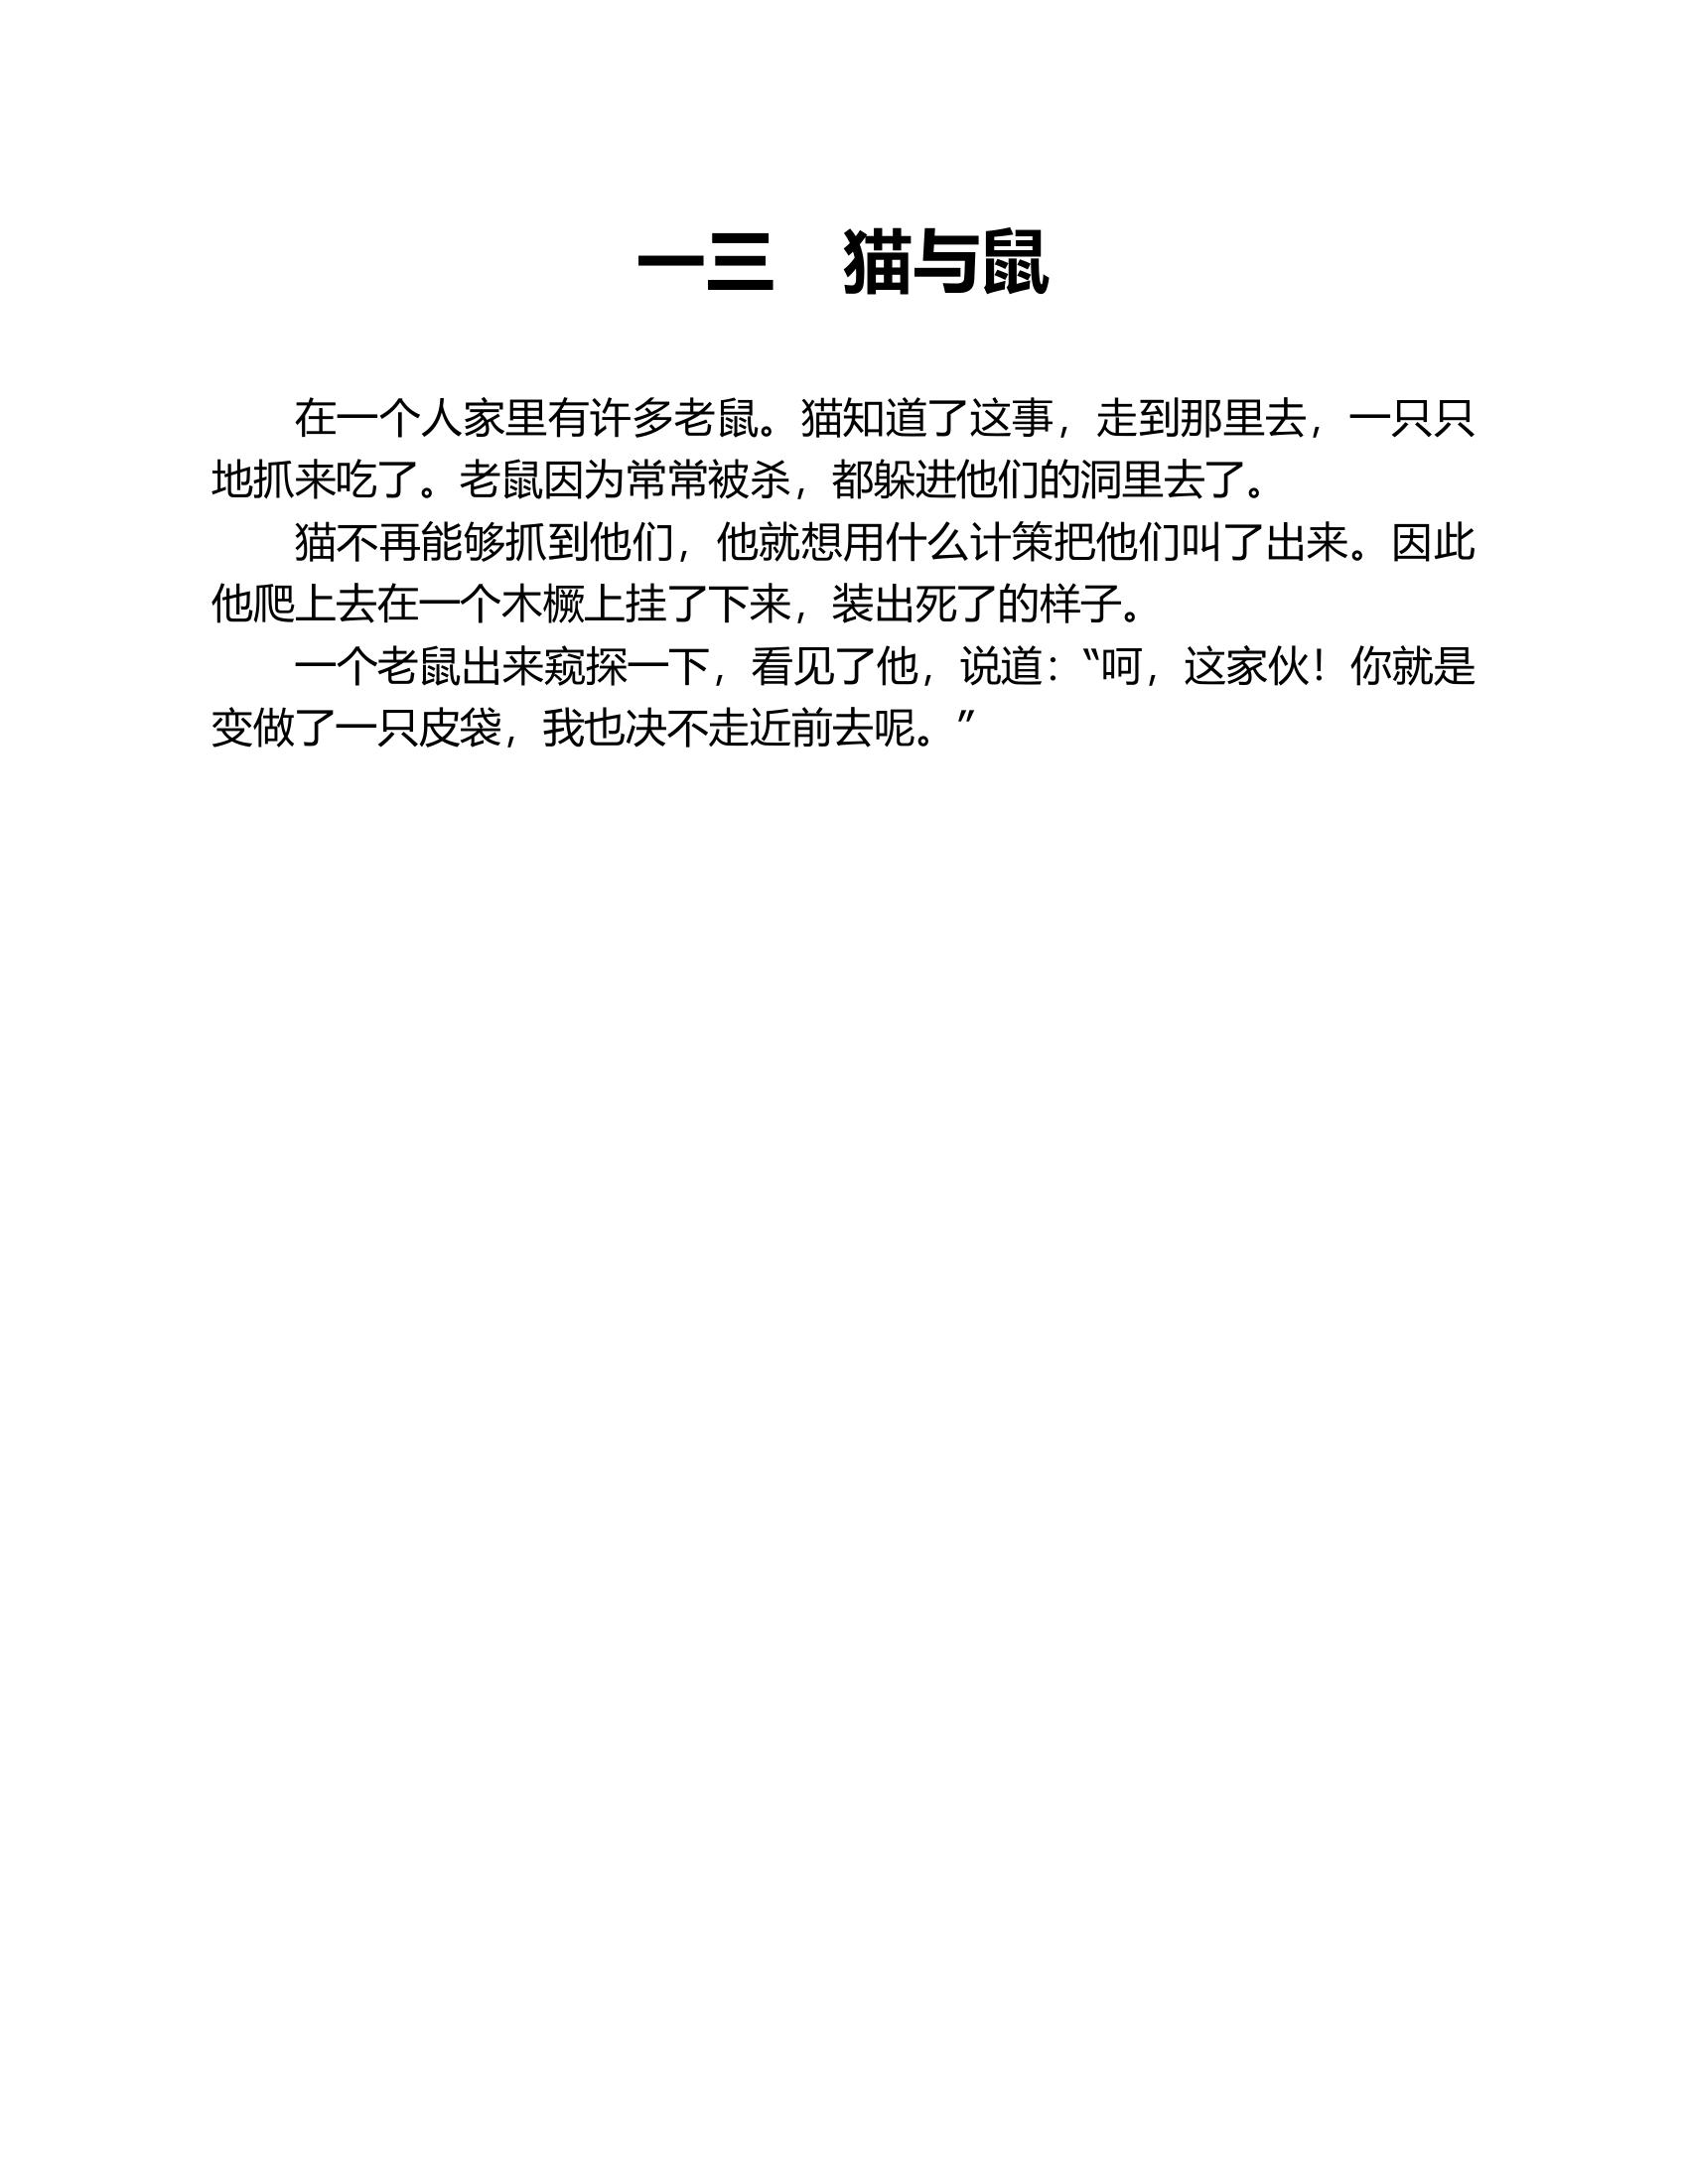 一三　猫与鼠
在一个人家里有许多老鼠。猫知道了这事，走到那里去，一只只
地抓来吃了。老鼠因为常常被杀，都躲进他们的洞里去了。
猫不再能够抓到他们，他就想用什么计策把他们叫了出来。因此
他爬上去在一个木橛上挂了下来，装出死了的样子。
一个老鼠出来窥探一下，看见了他，说道：“呵，这家伙！你就是
变做了一只皮袋，我也决不走近前去呢。”